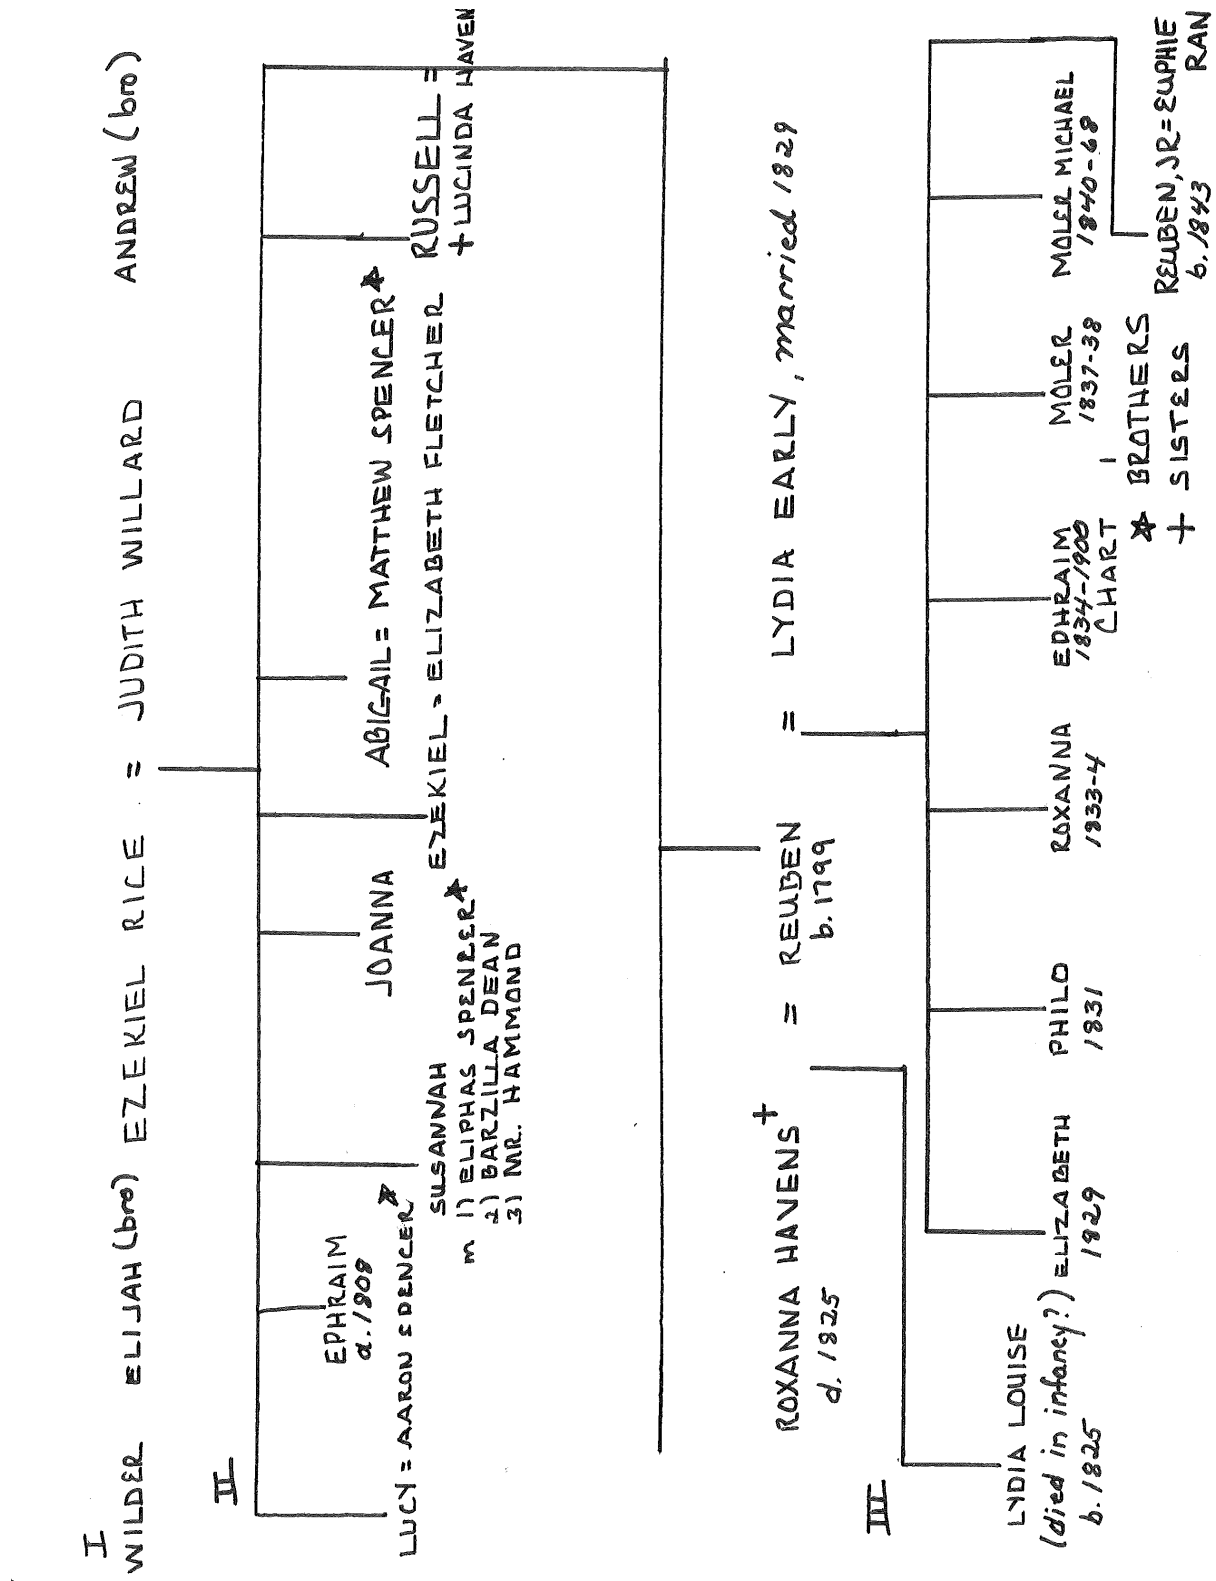 I
WILDER ELIJAH (bro) EZEKIEL RICE = JUDITH WILLARD ANDREW (bro)
II
LUCY = AARON SPENCER ★
EPHRAIM
d. 1808
SUSANNAH
m 1) ELIPHAS SPENCER ★
2) BARZILLA DEAN
3) MR. HAMMOND
JOANNA
EZEKIEL = ELIZABETH FLETCHER
ABIGAIL = MATTHEW SPENCER ★
RUSSELL =
+ LUCINDA HAVEN
ROXANNA HAVENS + = REUBEN = LYDIA EARLY, married 1829
d. 1825
b. 1799
III
LYDIA LOUISE
(died in infancy?)
b. 1825
ELIZABETH
1829
PHILO
1831
ROXANNA
1833-4
EPHRAIM
1834-1900
CHART I
MOLER
1837-38
MOLER MICHAEL
1840-68
REUBEN, JR = EUPHIE
RAN
b. 1843
★ BROTHERS
+ SISTERS